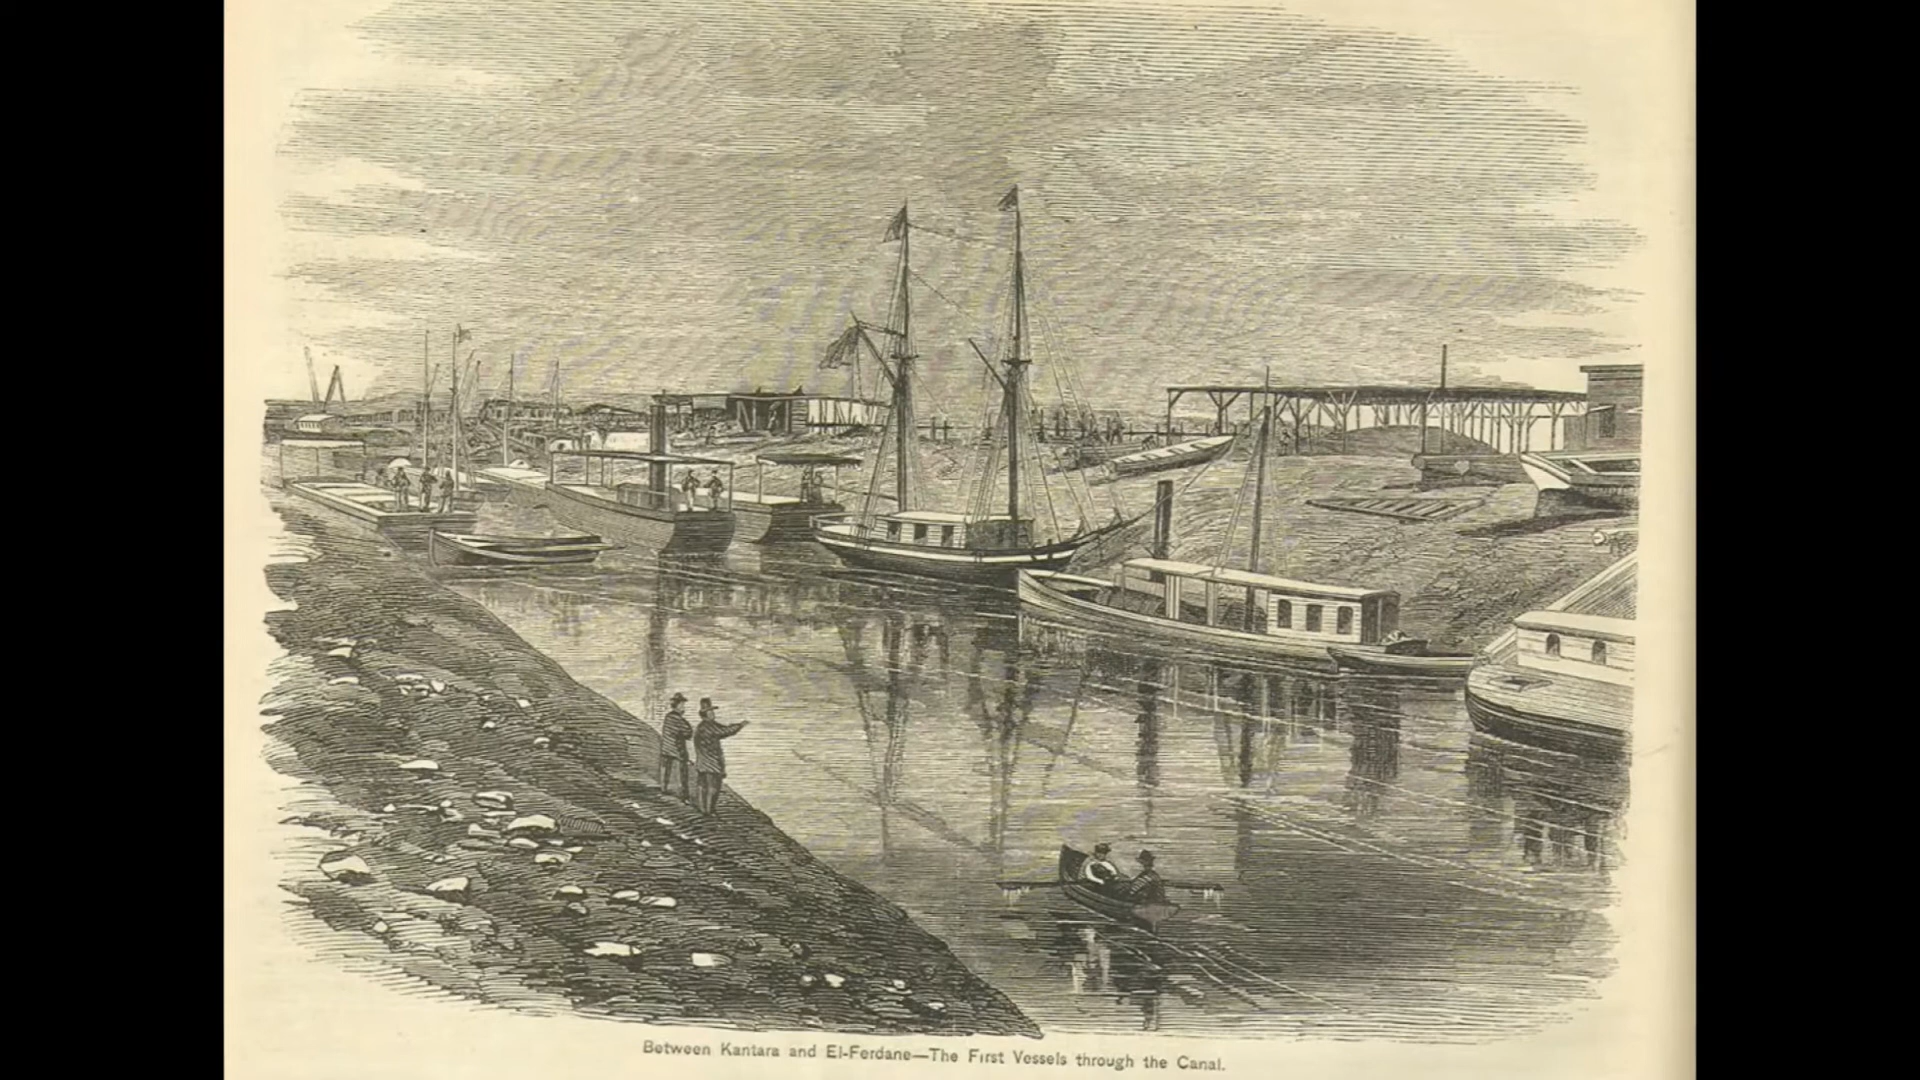 Between Kantara and El-Ferdane—The First Vessels through the Canal.